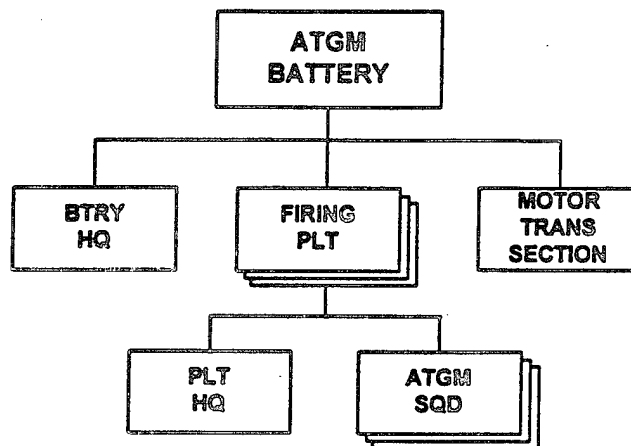 ATGM
BATTERY
BTRY
HQ
FIRING
PLT
MOTOR
TRANS
SECTION
PLT
HQ
ATGM
SQD